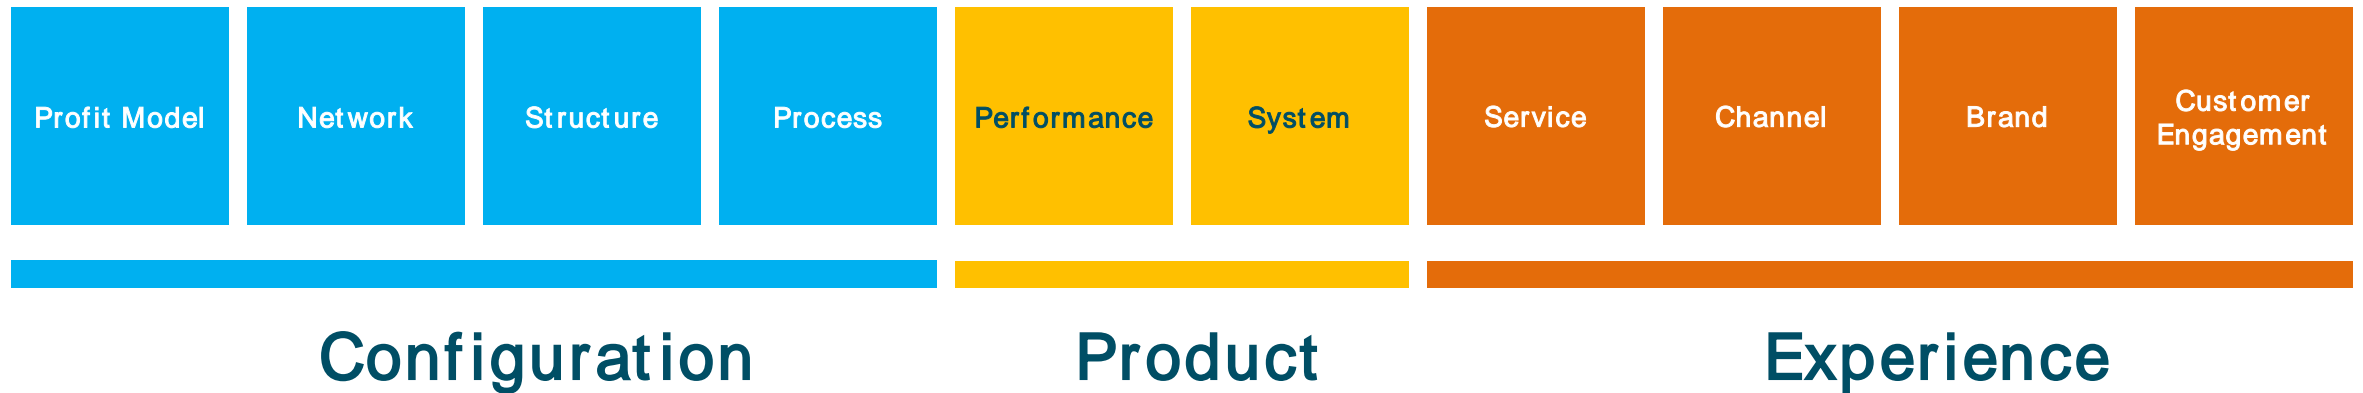 Profit Model
Network
Structure
Process
Performance
System
Service
Channel
Brand
Customer
Engagement
Configuration
Product
Experience